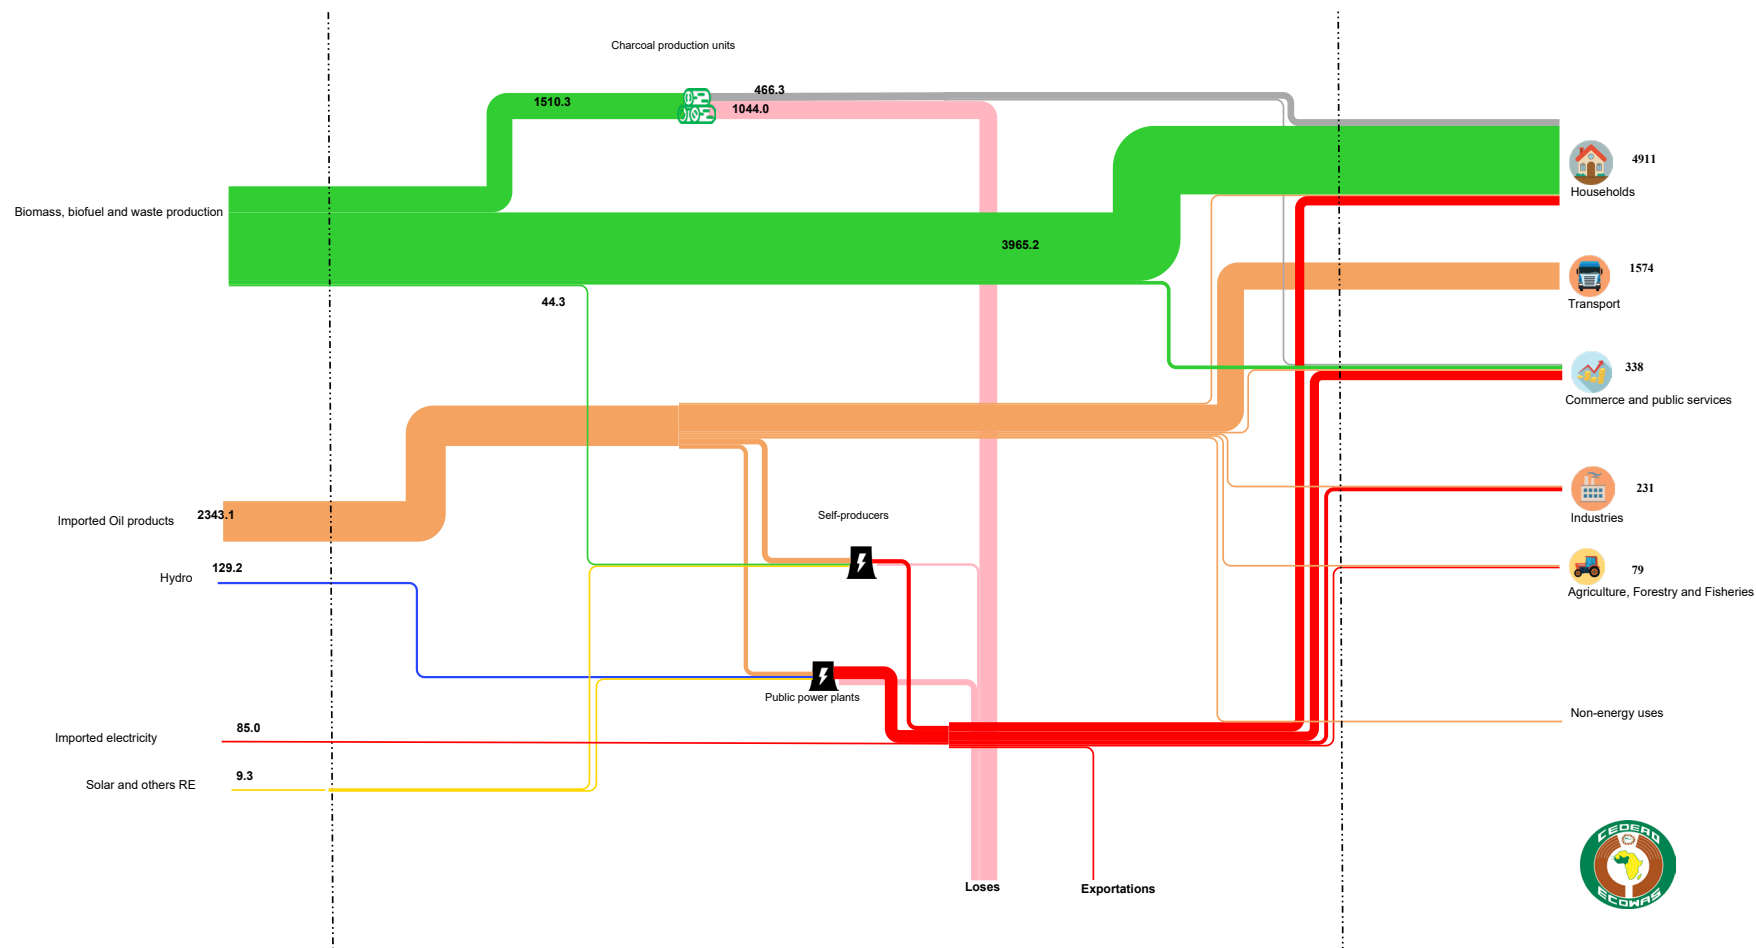 Charcoal production units
466.3
1510.3
1044.0
4911
Households
Biomass, biofuel and waste production
3965.2
1574
44.3
Transport
338
Commerce and public services
231
2343.1
Imported Oil products
Self-producers
Industries
129.2
Hydro
79
Agriculture, Forestry and Fisheries
Public power plants
Non-energy uses
85.0
Imported electricity
9.3
Solar and others RE
CEDEAO
ECOWAS
Loses
Exportations